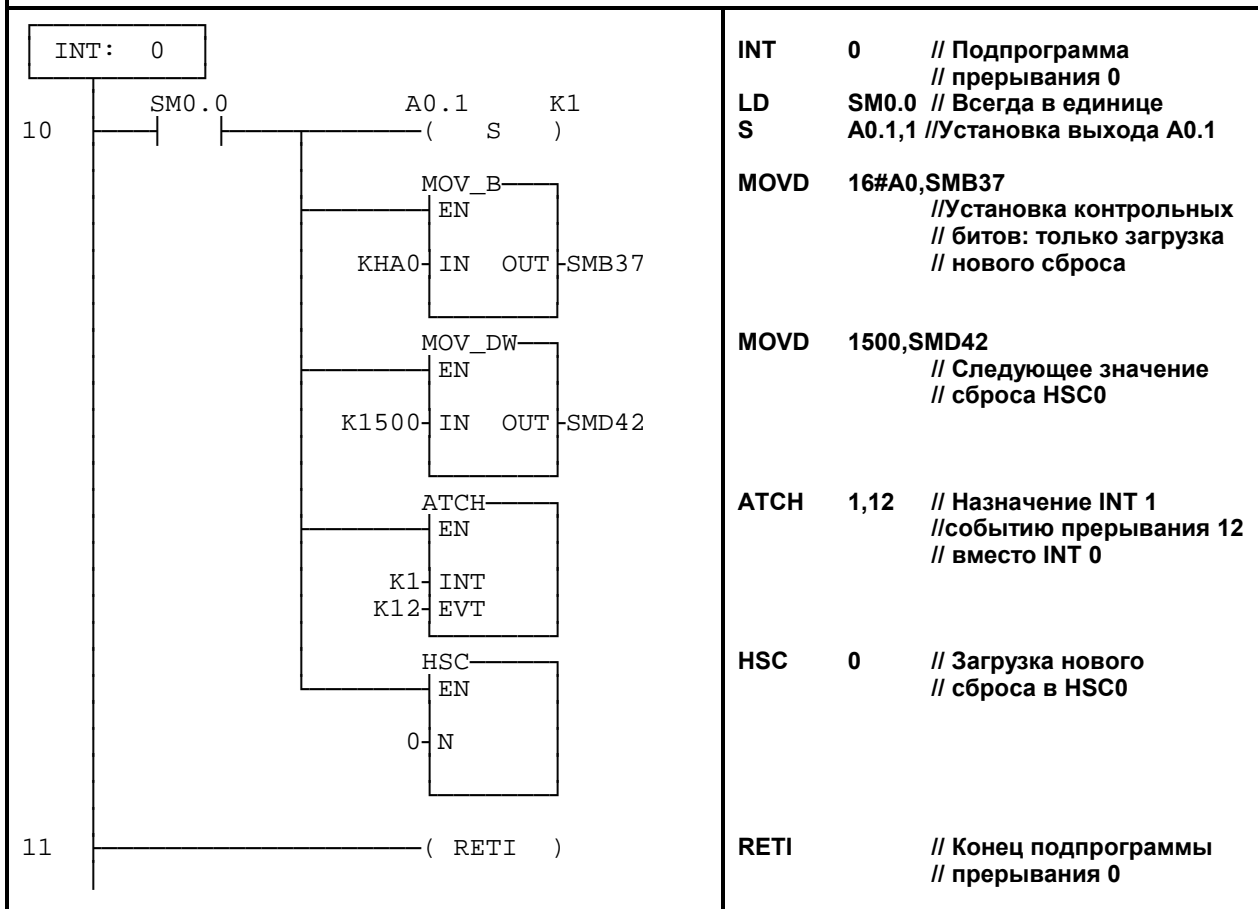 INT: 0
SM0.0 A0.1 K1
10 ( S )
MOV_B
EN
KHA0 IN OUT SMB37
MOV_DW
EN
K1500 IN OUT SMD42
ATCH
EN
K1 INT
K12 EVT
HSC
EN
0 N
11 ( RETI )
INT 0 // Подпрограмма
// прерывания 0
LD SM0.0 // Всегда в единице
S A0.1,1 //Установка выхода A0.1
MOVD 16#A0,SMB37
//Установка контрольных
// битов: только загрузка
// нового сброса
MOVD 1500,SMD42
// Следующее значение
// сброса HSC0
ATCH 1,12 // Назначение INT 1
//событию прерывания 12
// вместо INT 0
HSC 0 // Загрузка нового
// сброса в HSC0
RETI // Конец подпрограммы
// прерывания 0